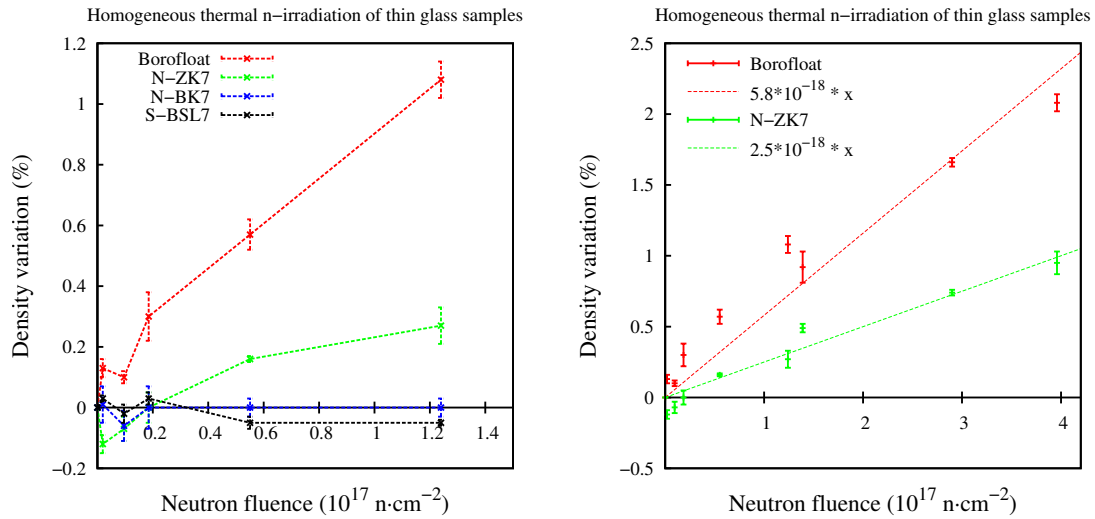 Homogeneous thermal n−irradiation of thin glass samples
1.2
1
0.8
0.6
0.4
0.2
0
−0.2
Density variation (%)
Borofloat
N−ZK7
N−BK7
S−BSL7
0.2 0.4 0.6 0.8 1 1.2 1.4
Neutron fluence (10^17 n·cm^−2)
Homogeneous thermal n−irradiation of thin glass samples
2.5
2
1.5
1
0.5
0
−0.5
Density variation (%)
Borofloat
5.8*10^−18 * x
N−ZK7
2.5*10^−18 * x
1 2 3 4
Neutron fluence (10^17 n·cm^−2)